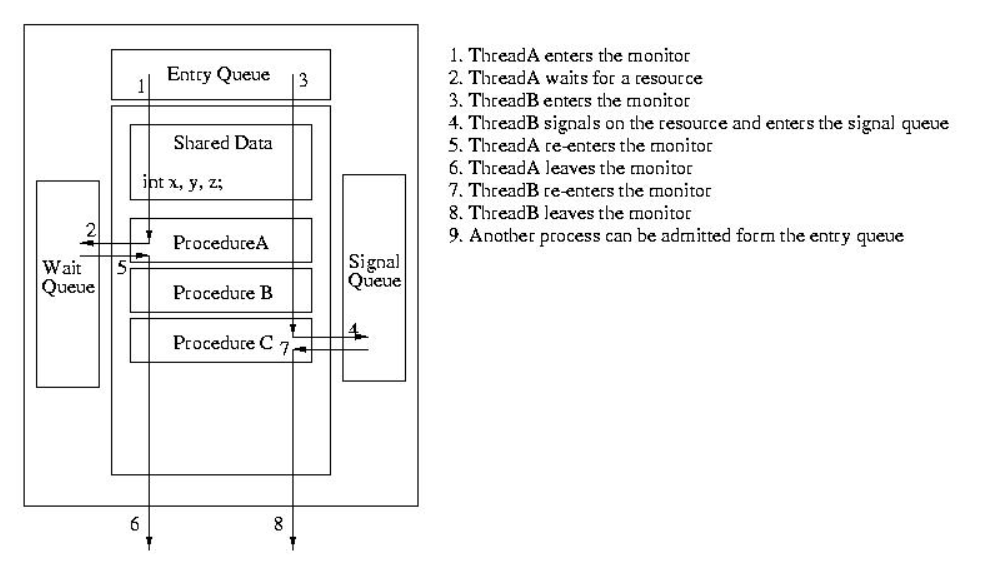 Entry Queue
1
3
Shared Data
int x, y, z;
2
ProcedureA
5
Wait
Queue
Procedure B
Signal
Queue
4
Procedure C
7
6
8
1. ThreadA enters the monitor
2. ThreadA waits for a resource
3. ThreadB enters the monitor
4. ThreadB signals on the resource and enters the signal queue
5. ThreadA re-enters the monitor
6. ThreadA leaves the monitor
7. ThreadB re-enters the monitor
8. ThreadB leaves the monitor
9. Another process can be admitted form the entry queue